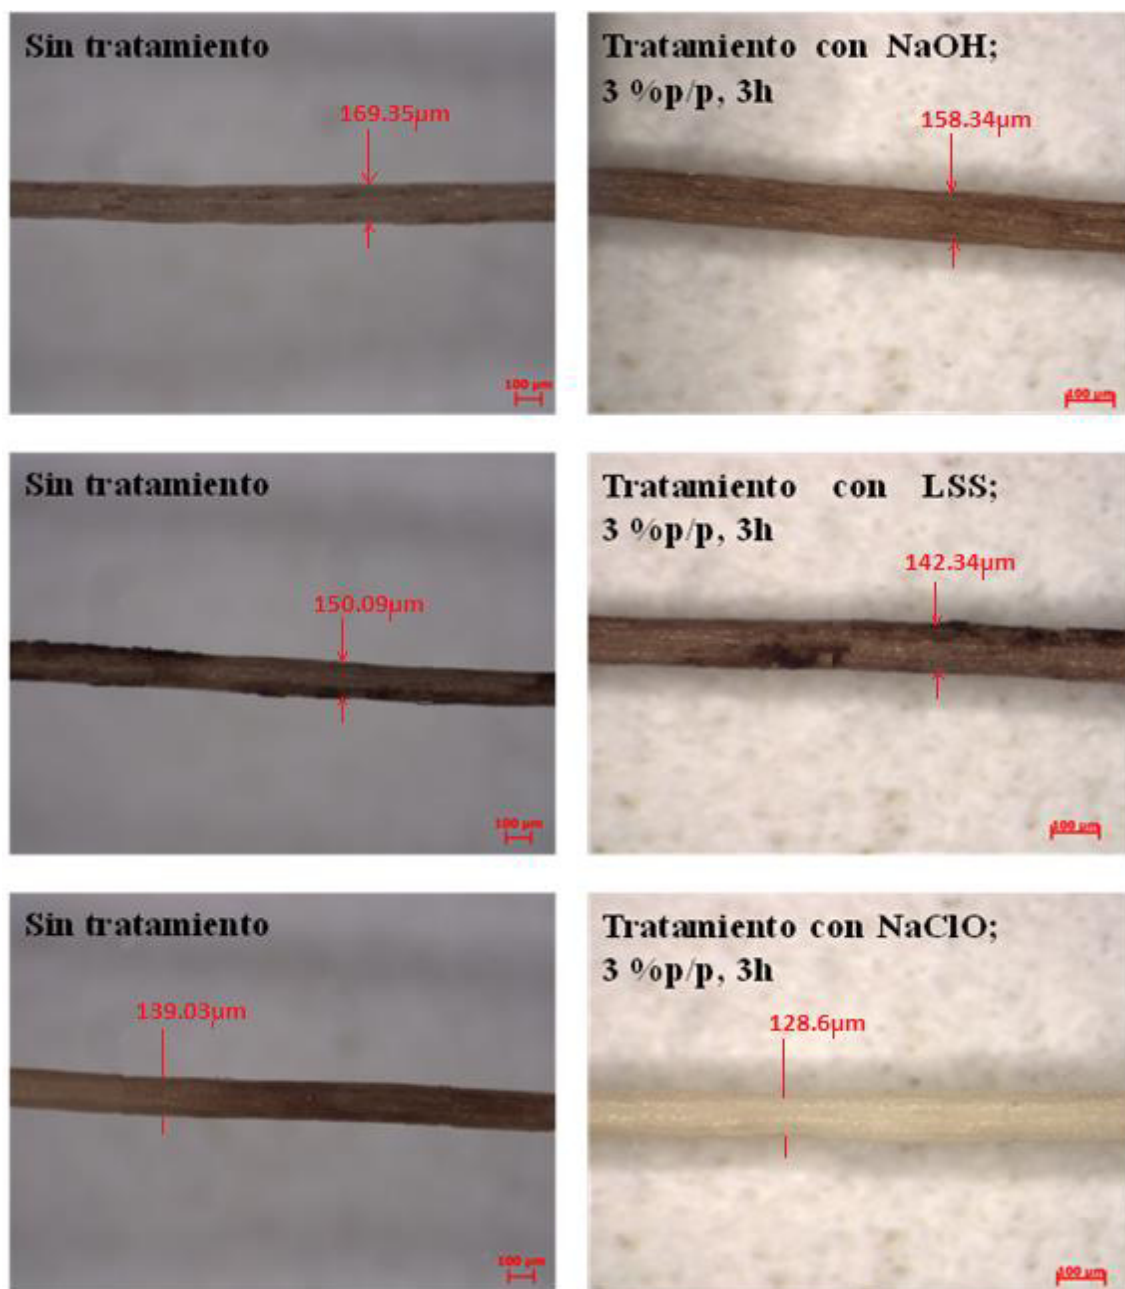 Sin tratamiento
169.35µm
100 µm
Tratamiento con NaOH;
3 %p/p, 3h
158.34µm
100 µm
Sin tratamiento
150.09µm
100 µm
Tratamiento con LSS;
3 %p/p, 3h
142.34µm
100 µm
Sin tratamiento
139.03µm
100 µm
Tratamiento con NaClO;
3 %p/p, 3h
128.6µm
100 µm